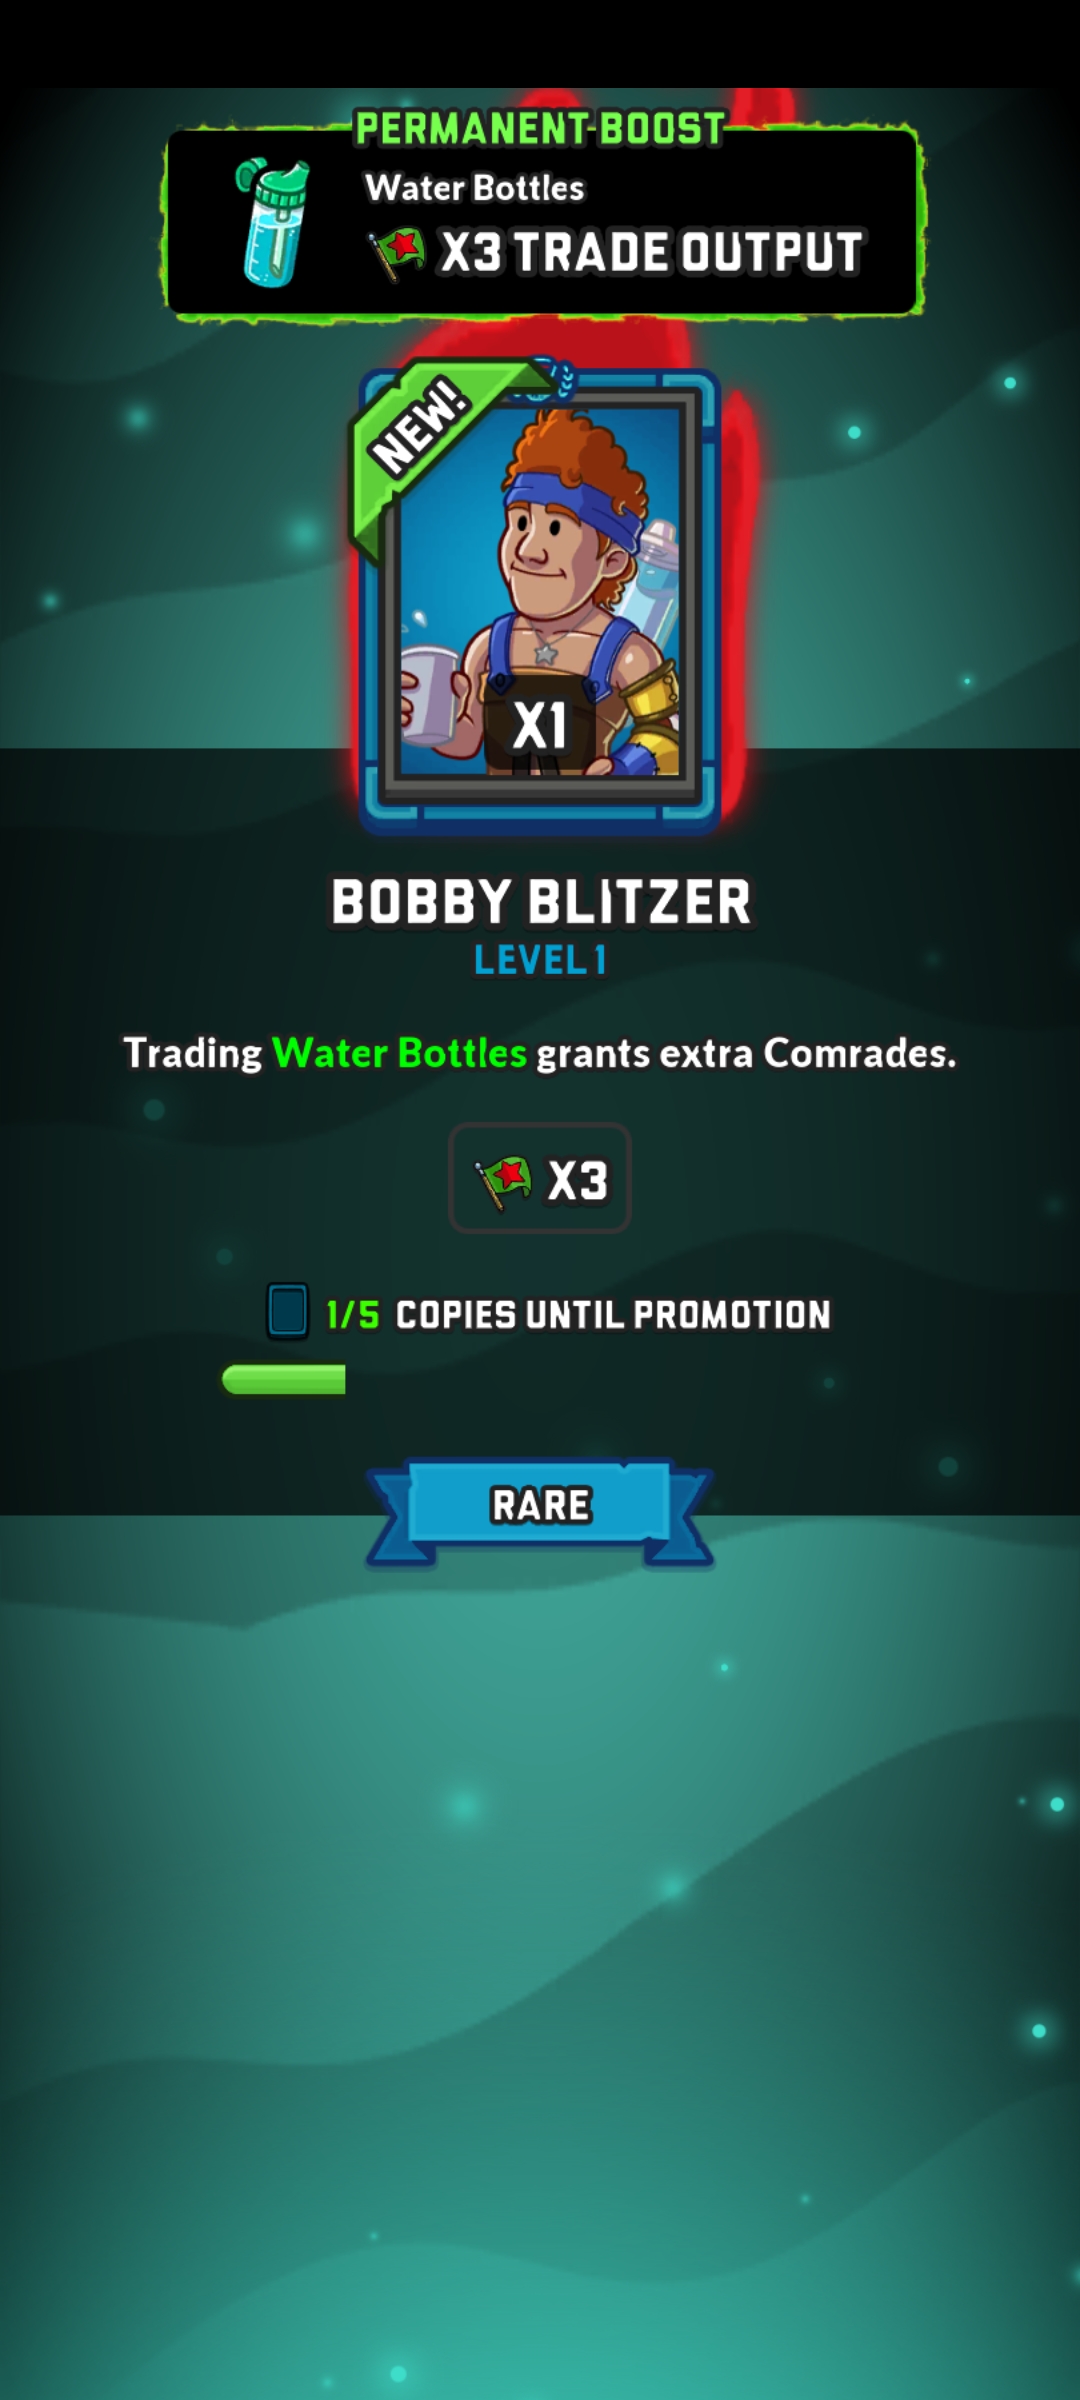 PERMANENT BOOST
Water Bottles
X3 TRADE OUTPUT
NEW!
X1
BOBBY BLITZER
LEVEL 1
Trading Water Bottles grants extra Comrades.
X3
1/5 COPIES UNTIL PROMOTION
RARE